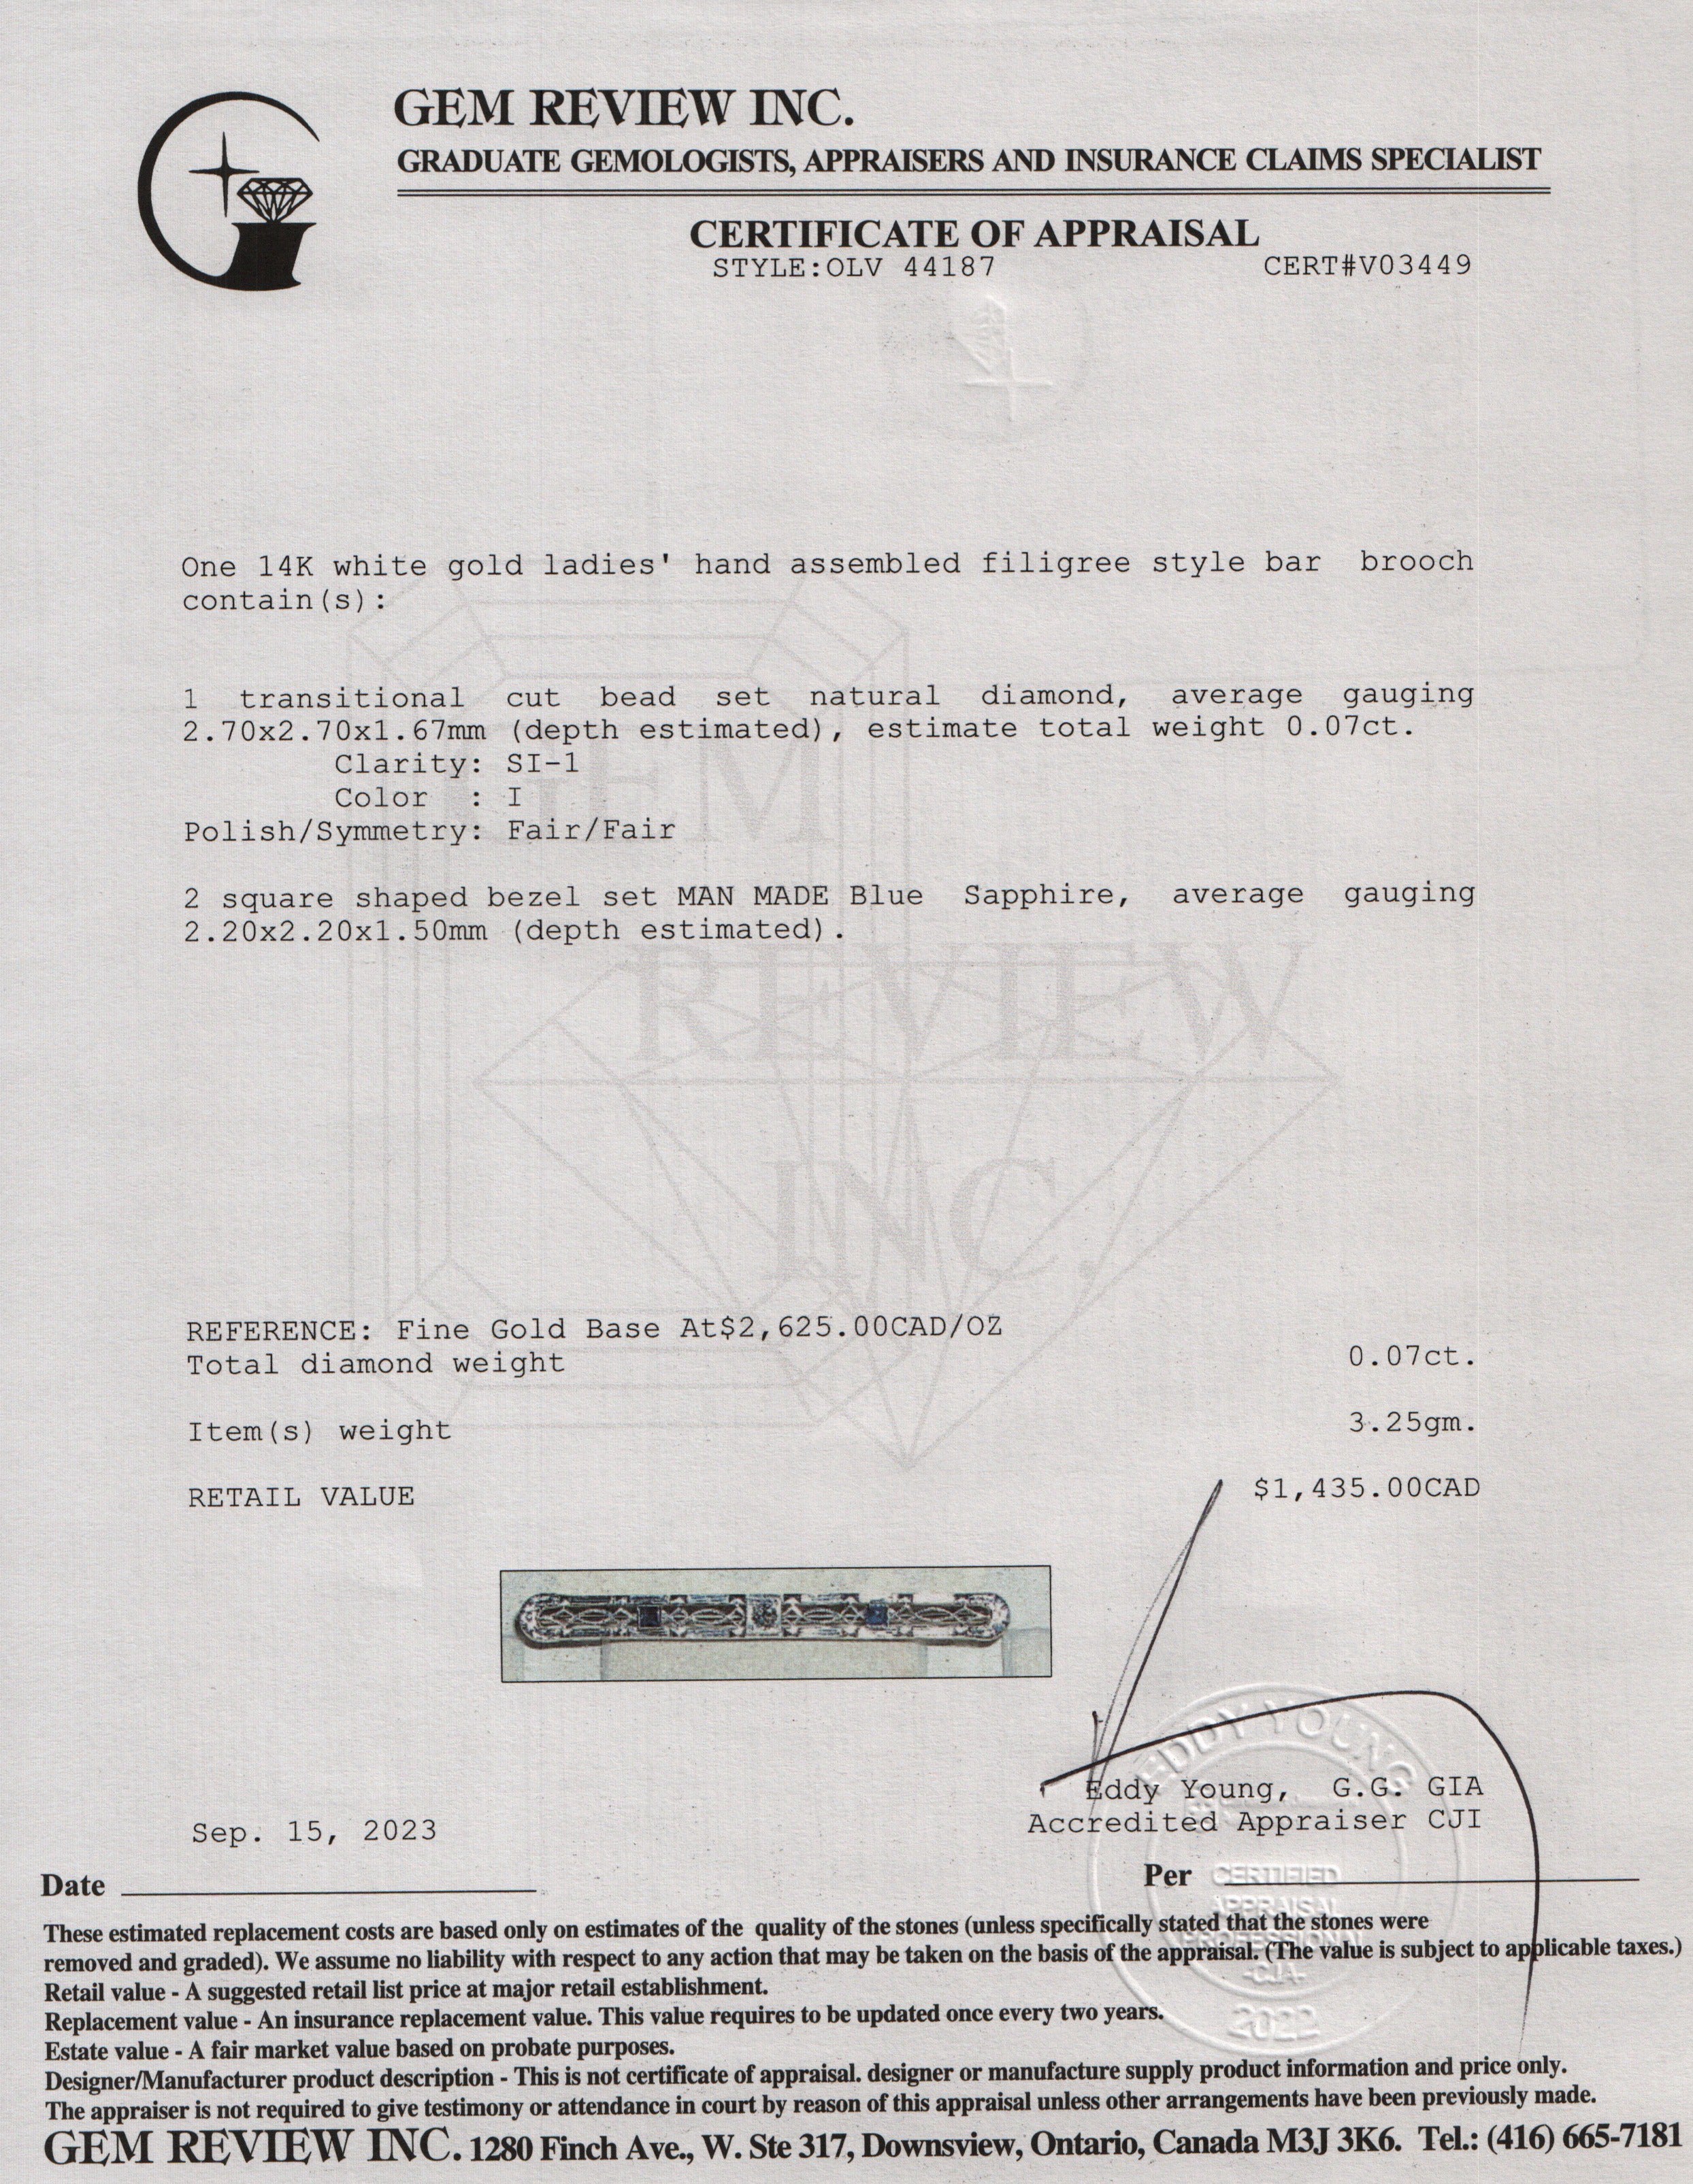 GEM REVIEW INC.
GRADUATE GEMOLOGISTS, APPRAISERS AND INSURANCE CLAIMS SPECIALIST
CERTIFICATE OF APPRAISAL
STYLE:OLV 44187 CERT#V03449
One 14K white gold ladies' hand assembled filigree style bar brooch
contain(s):
1 transitional cut bead set natural diamond, average gauging
2.70x2.70x1.67mm (depth estimated), estimate total weight 0.07ct.
Clarity: SI-1
Color : I
Polish/Symmetry: Fair/Fair
2 square shaped bezel set MAN MADE Blue Sapphire, average gauging
2.20x2.20x1.50mm (depth estimated).
GEM
REVIEW
INC.
REFERENCE: Fine Gold Base At$2,625.00CAD/OZ
Total diamond weight 0.07ct.
Item(s) weight 3.25gm.
RETAIL VALUE $1,435.00CAD
EDDY YOUNG
Eddy Young, G.G. GIA
Accredited Appraiser CJI
Sep. 15, 2023
Date
Per
CERTIFIED
APPRAISAL
PROFESSIONAL
-CJA-
2022
These estimated replacement costs are based only on estimates of the quality of the stones (unless specifically stated that the stones were
removed and graded). We assume no liability with respect to any action that may be taken on the basis of the appraisal. (The value is subject to applicable taxes.)
Retail value - A suggested retail list price at major retail establishment.
Replacement value - An insurance replacement value. This value requires to be updated once every two years.
Estate value - A fair market value based on probate purposes.
Designer/Manufacturer product description - This is not certificate of appraisal. designer or manufacture supply product information and price only.
The appraiser is not required to give testimony or attendance in court by reason of this appraisal unless other arrangements have been previously made.
GEM REVIEW INC. 1280 Finch Ave., W. Ste 317, Downsview, Ontario, Canada M3J 3K6. Tel.: (416) 665-7181